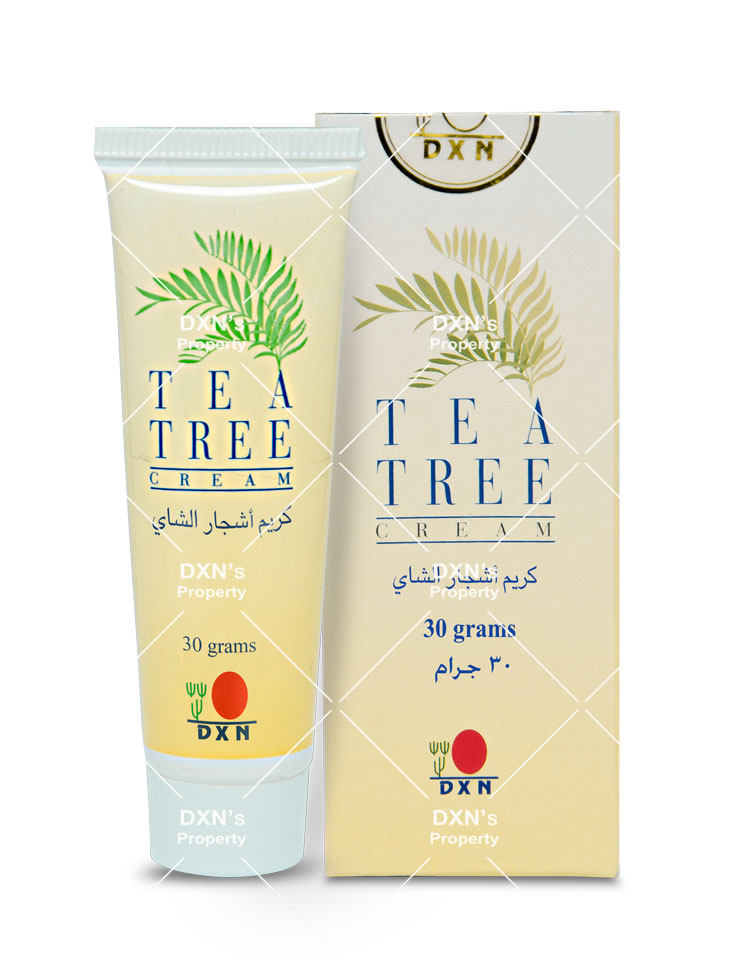 TEA
TREE
CREAM
كريم أشجار الشاي
30 grams
DXN
DXN
TEA
TREE
CREAM
كريم أشجار الشاي
30 grams
٣٠ جرام
DXN
DXN's
Property
DXN's
Property
DXN's
Property
DXN's
Property
DXN's
Property
DXN's
Property